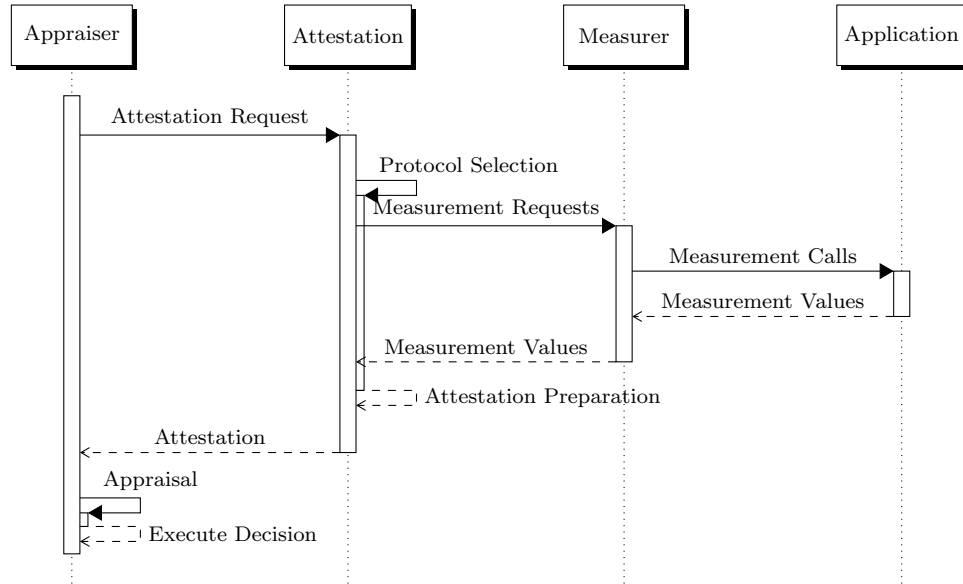 Appraiser
Attestation
Measurer
Application
Attestation Request
Protocol Selection
Measurement Requests
Measurement Calls
Measurement Values
Measurement Values
Attestation Preparation
Attestation
Appraisal
Execute Decision